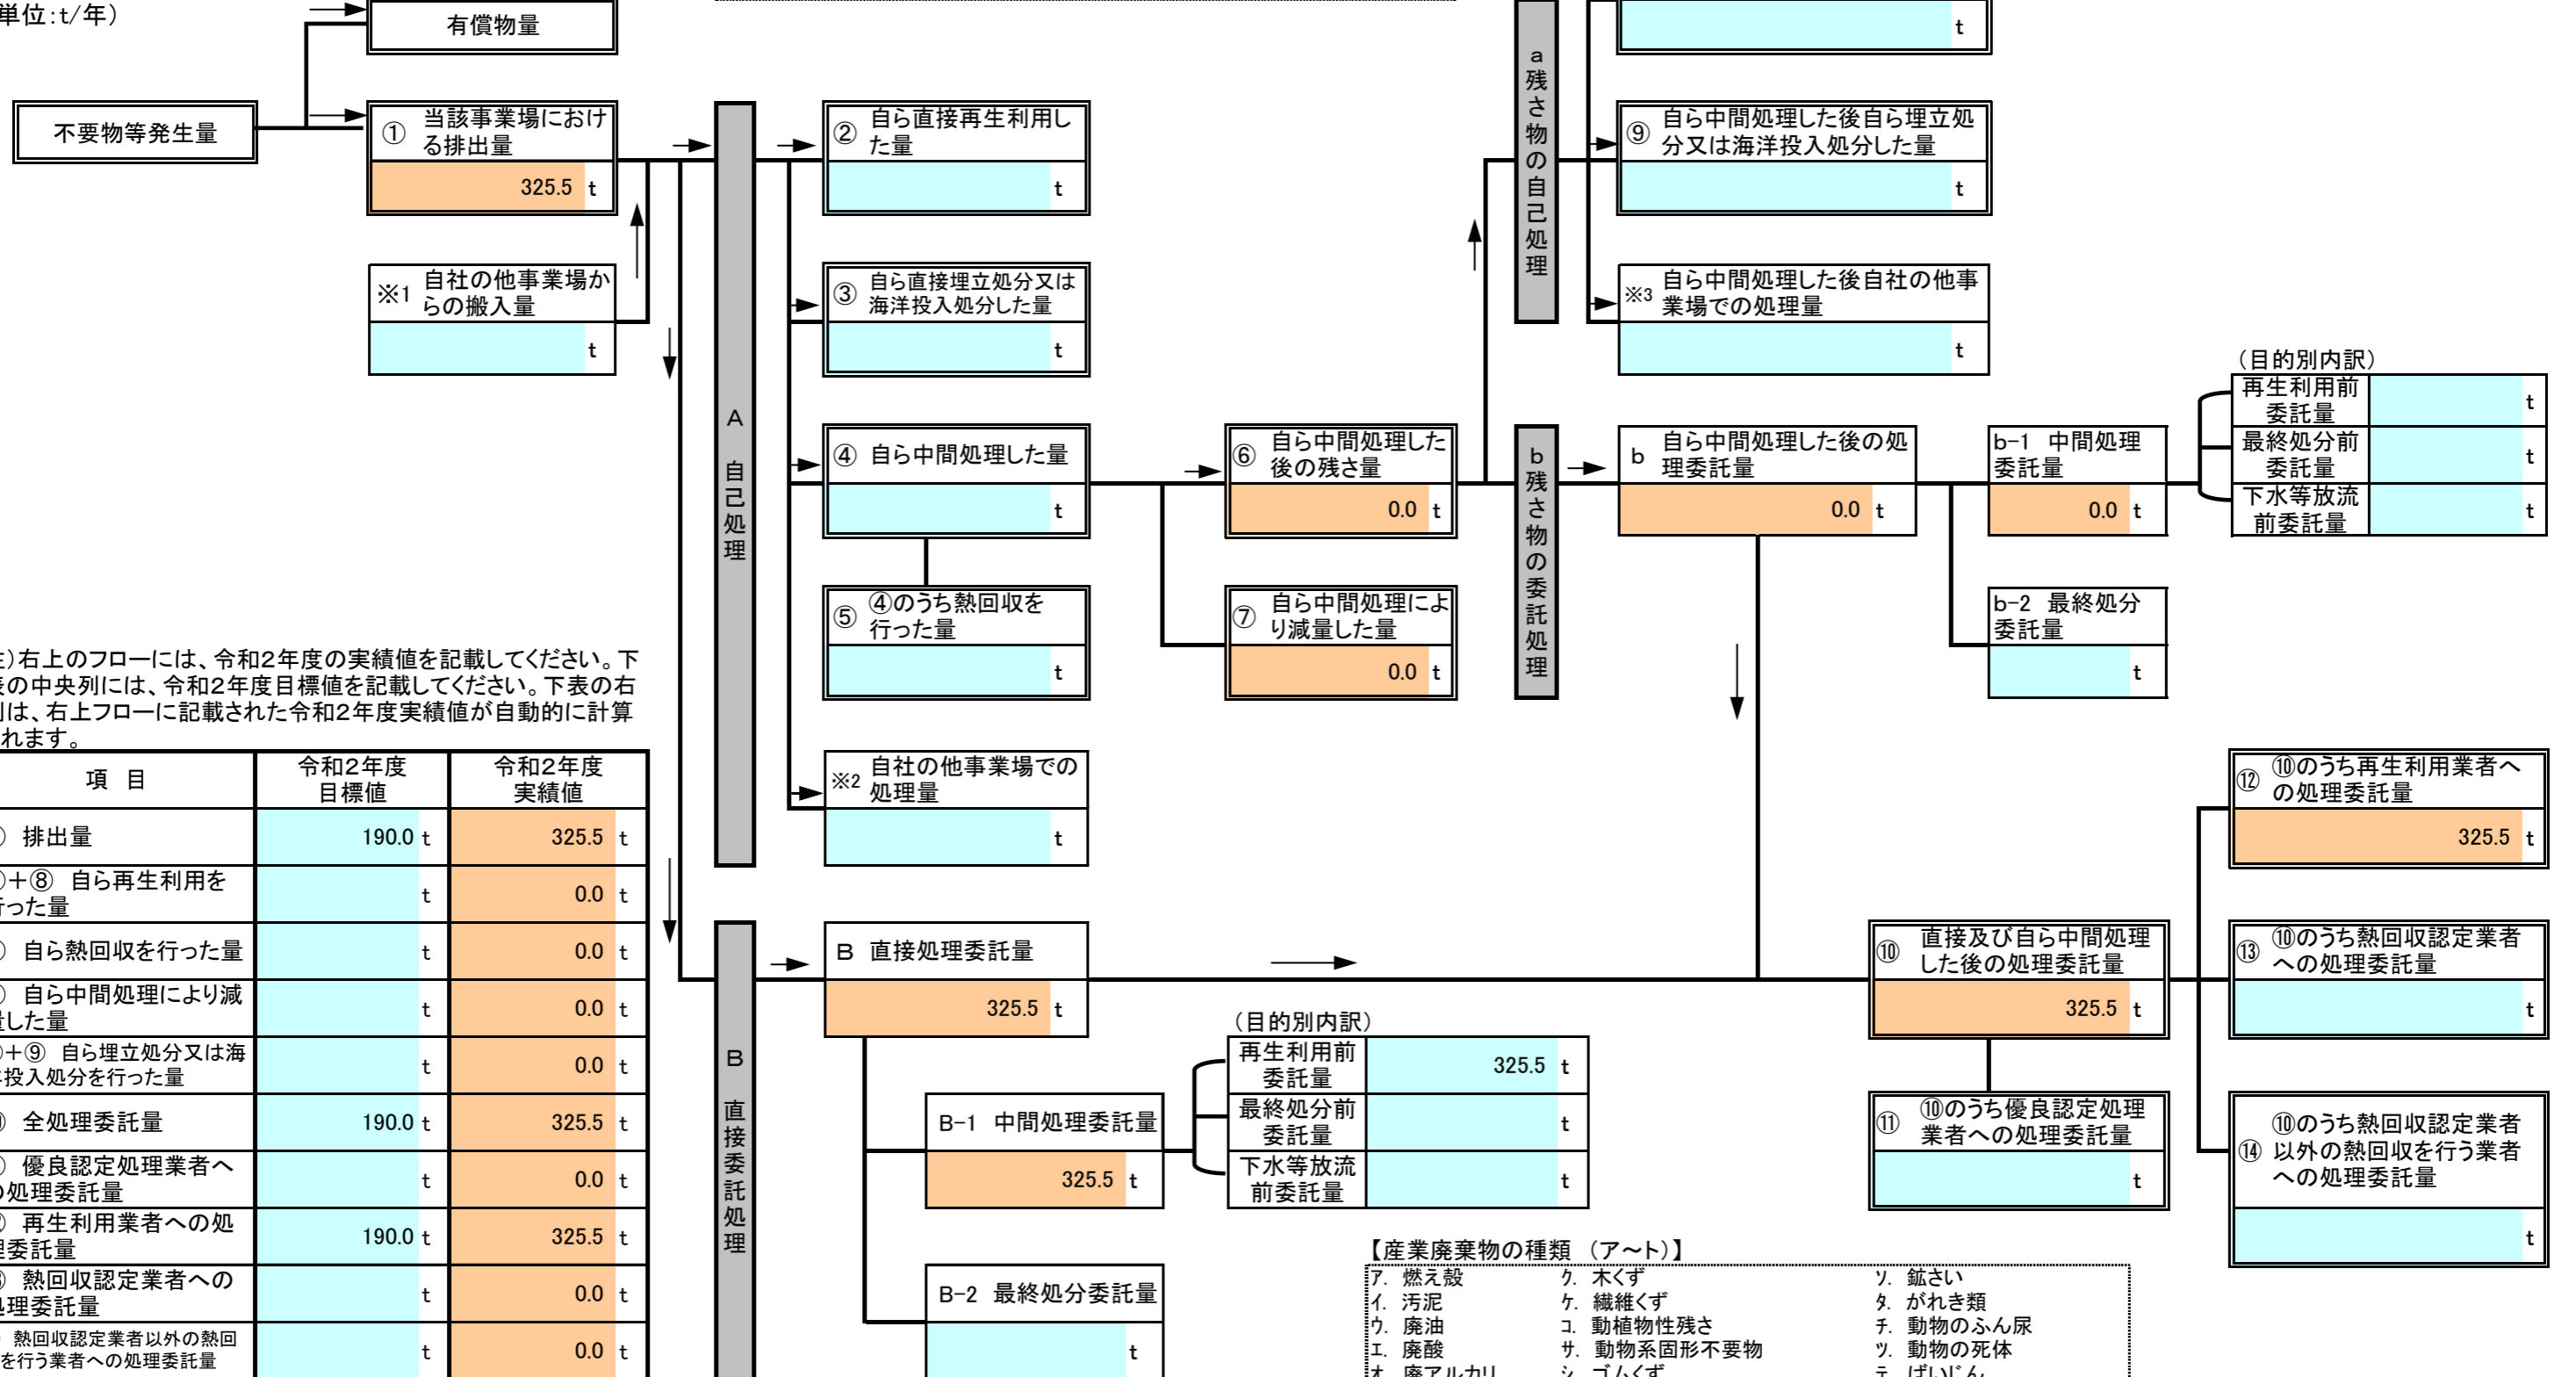 単位:t/年)
有償物量
t
不要物等発生量
① 当該事業場におけ
る排出量
325.5 t
※1 自社の他事業場か
らの搬入量
t
A 自己処理
② 自ら直接再生利用し
た量
t
③ 自ら直接埋立処分又は
海洋投入処分した量
t
④ 自ら中間処理した量
t
⑤ ④のうち熱回収を
行った量
t
※2 自社の他事業場での
処理量
t
⑥ 自ら中間処理した
後の残さ量
0.0 t
⑦ 自ら中間処理によ
り減量した量
0.0 t
a残さ物の自己処理
⑨ 自ら中間処理した後自ら埋立処
分又は海洋投入処分した量
t
※3 自ら中間処理した後自社の他事
業場での処理量
t
b残さ物の委託処理
b 自ら中間処理した後の処
理委託量
0.0 t
b-1 中間処理
委託量
0.0 t
b-2 最終処分
委託量
t
(目的別内訳)
再生利用前
委託量
t
最終処分前
委託量
t
下水等放流
前委託量
t
)右上のフローには、令和2年度の実績値を記載してください。下
の中央列には、令和2年度目標値を記載してください。下表の右
は、右上フローに記載された令和2年度実績値が自動的に計算
れます。
項 目 令和2年度
目標値 令和2年度
実績値
排出量 190.0 t 325.5 t
+⑧ 自ら再生利用を
行った量 t 0.0 t
自ら熱回収を行った量 t 0.0 t
自ら中間処理により減
量した量 t 0.0 t
+⑨ 自ら埋立処分又は海
洋投入処分を行った量 t 0.0 t
全処理委託量 190.0 t 325.5 t
優良認定処理業者へ
の処理委託量 t 0.0 t
再生利用業者への処
理委託量 190.0 t 325.5 t
熱回収認定業者への
処理委託量 t 0.0 t
熱回収認定業者以外の熱回
を行う業者への処理委託量 t 0.0 t
B 直接委託処理
B 直接処理委託量
325.5 t
B-1 中間処理委託量
325.5 t
B-2 最終処分委託量
t
(目的別内訳)
再生利用前
委託量
325.5 t
最終処分前
委託量
t
下水等放流
前委託量
t
⑩ 直接及び自ら中間処理
した後の処理委託量
325.5 t
⑪ ⑩のうち優良認定処理
業者への処理委託量
t
⑫ ⑩のうち再生利用業者へ
の処理委託量
325.5 t
⑬ ⑩のうち熱回収認定業者
への処理委託量
t
⑭ ⑩のうち熱回収認定業者
以外の熱回収を行う業者
への処理委託量
t
【産業廃棄物の種類 (ア~ト)】
ア. 燃え殻 ク. 木くず ソ. 鉱さい
イ. 汚泥 ケ. 繊維くず タ. がれき類
ウ. 廃油 コ. 動植物性残さ チ. 動物のふん尿
エ. 廃酸 サ. 動物系固形不要物 ツ. 動物の死体
オ. 廃アルカリ シ. ゴムくず テ. ばいじん